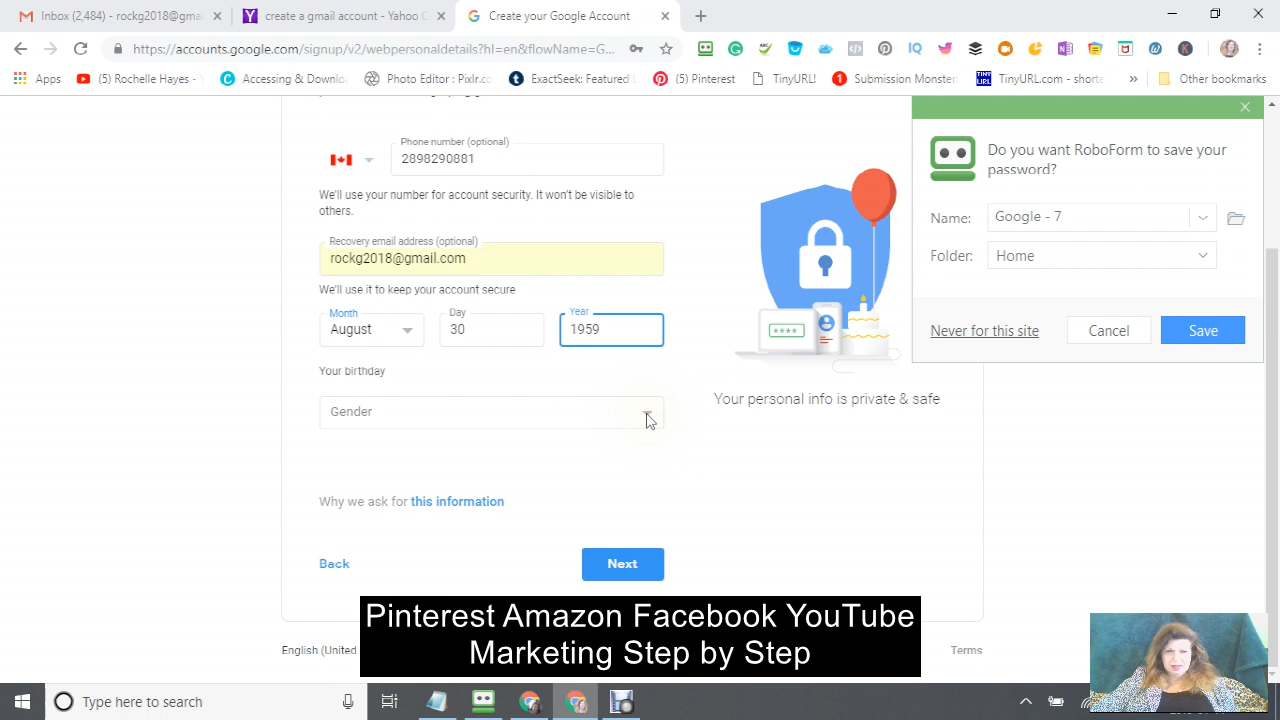 Inbox (2,484) - rockg2018@gma
create a gmail account - Yahoo C
Create your Google Account
https://accounts.google.com/signup/v2/webpersonaldetails?hl=en&flowName=G...
Apps
(5) Rochelle Hayes -
Accessing & Downlo
Photo Editor : Pixlr.co
ExactSeek: Featured
(5) Pinterest
TinyURL!
Submission Monster
TinyURL.com - shorte
Other bookmarks
Phone number (optional)
2898290881
We'll use your number for account security. It won't be visible to
others.
Recovery email address (optional)
rockg2018@gmail.com
We'll use it to keep your account secure
Month
Day
Year
August
30
1959
Your birthday
Gender
Why we ask for this information
Back
Next
Your personal info is private & safe
Do you want RoboForm to save your
password?
Name:
Google - 7
Folder:
Home
Never for this site
Cancel
Save
Pinterest Amazon Facebook YouTube
Marketing Step by Step
English (United
Terms
Type here to search